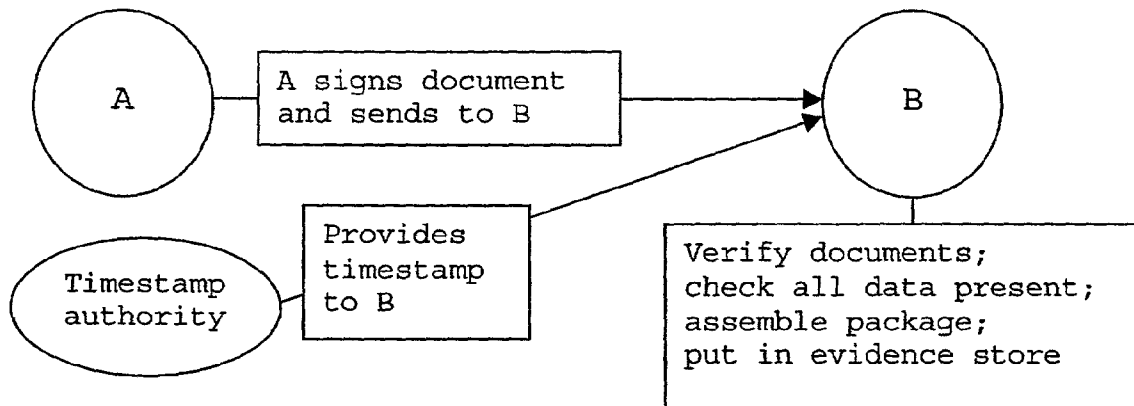 A
A signs document
and sends to B
B
Provides
timestamp
to B
Timestamp
authority
Verify documents;
check all data present;
assemble package;
put in evidence store